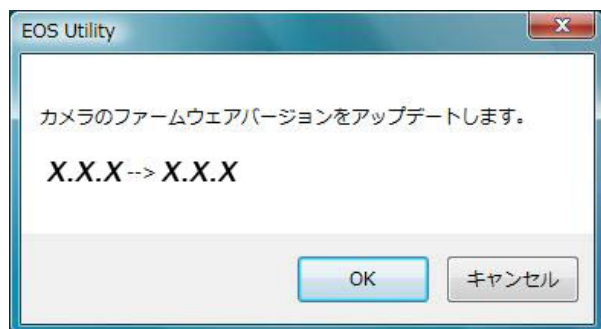 EOS Utility
カメラのファームウェアバージョンをアップデートします。
X.X.X --> X.X.X
OK
キャンセル